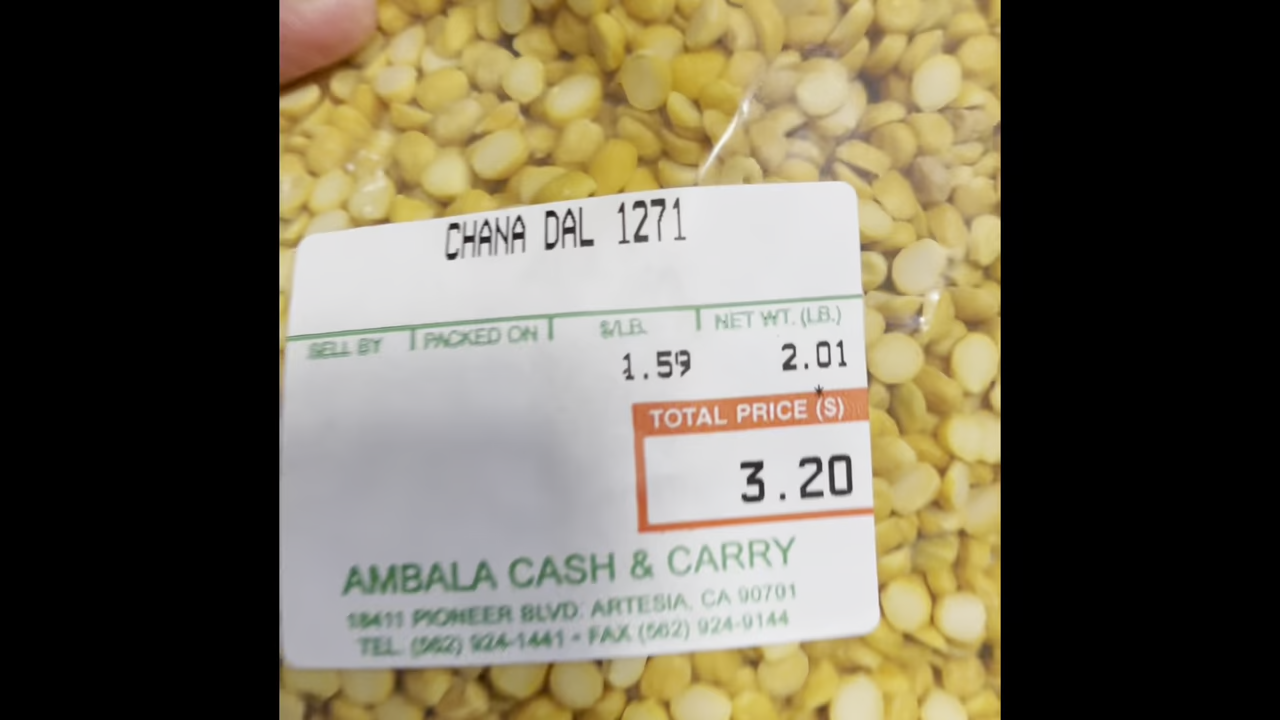 CHANA DAL 1271
SELL BY PACKED ON $/LB. NET WT. (LB.)
1.59 2.01
TOTAL PRICE ($)
3.20
AMBALA CASH & CARRY
18411 PIONEER BLVD. ARTESIA, CA 90701
TEL. (562) 924-1441 • FAX (562) 924-9144